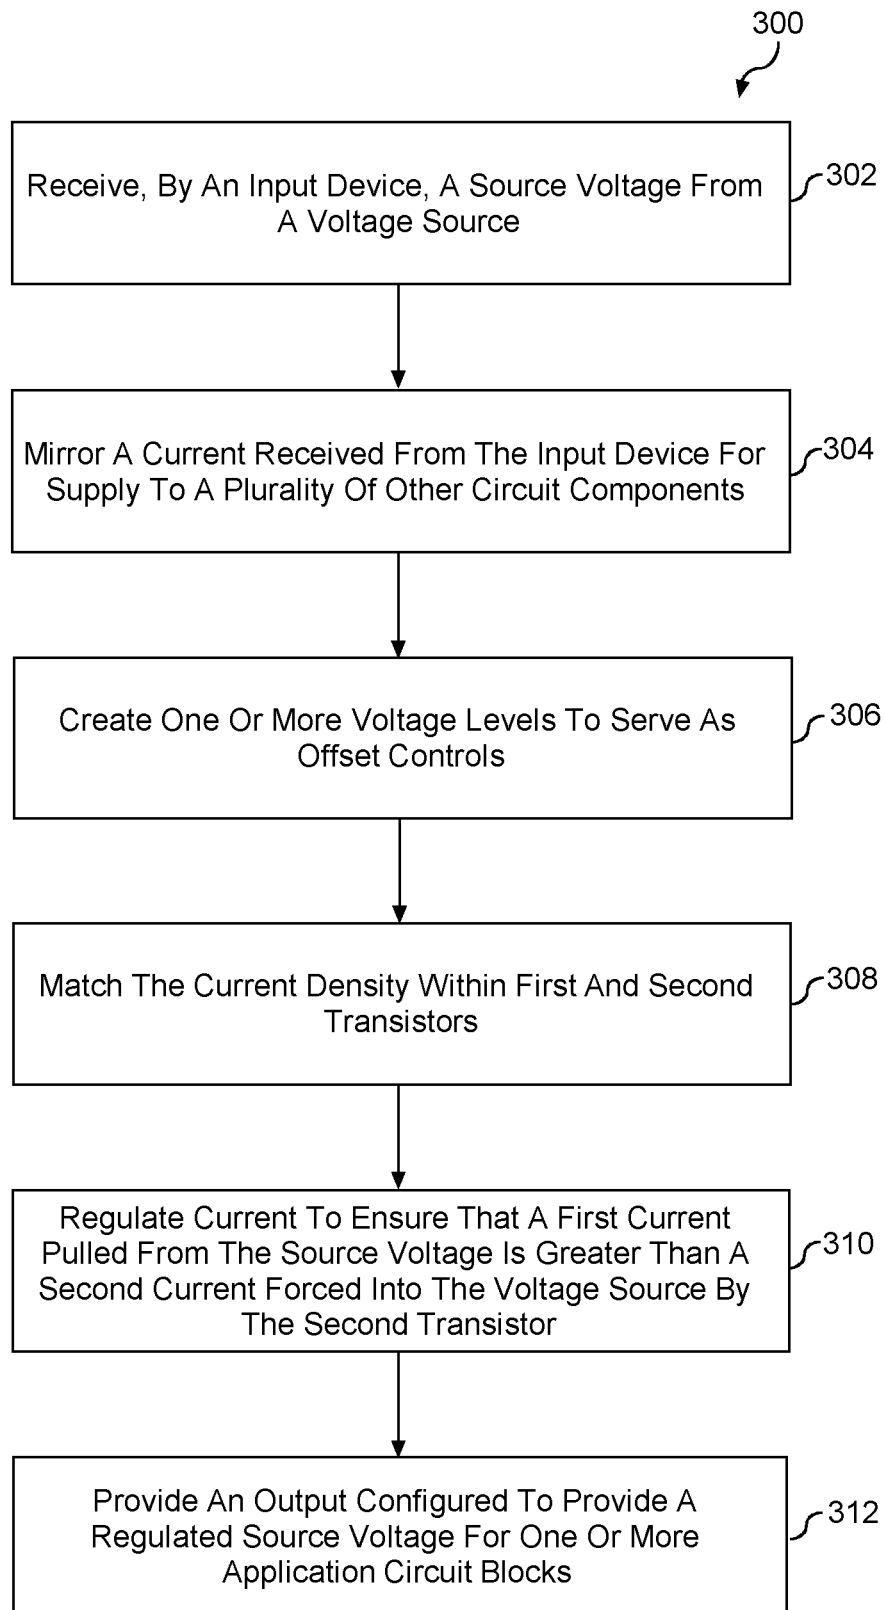 300
Receive, By An Input Device, A Source Voltage From
A Voltage Source
302
Mirror A Current Received From The Input Device For
Supply To A Plurality Of Other Circuit Components
304
Create One Or More Voltage Levels To Serve As
Offset Controls
306
Match The Current Density Within First And Second
Transistors
308
Regulate Current To Ensure That A First Current
Pulled From The Source Voltage Is Greater Than A
Second Current Forced Into The Voltage Source By
The Second Transistor
310
Provide An Output Configured To Provide A
Regulated Source Voltage For One Or More
Application Circuit Blocks
312